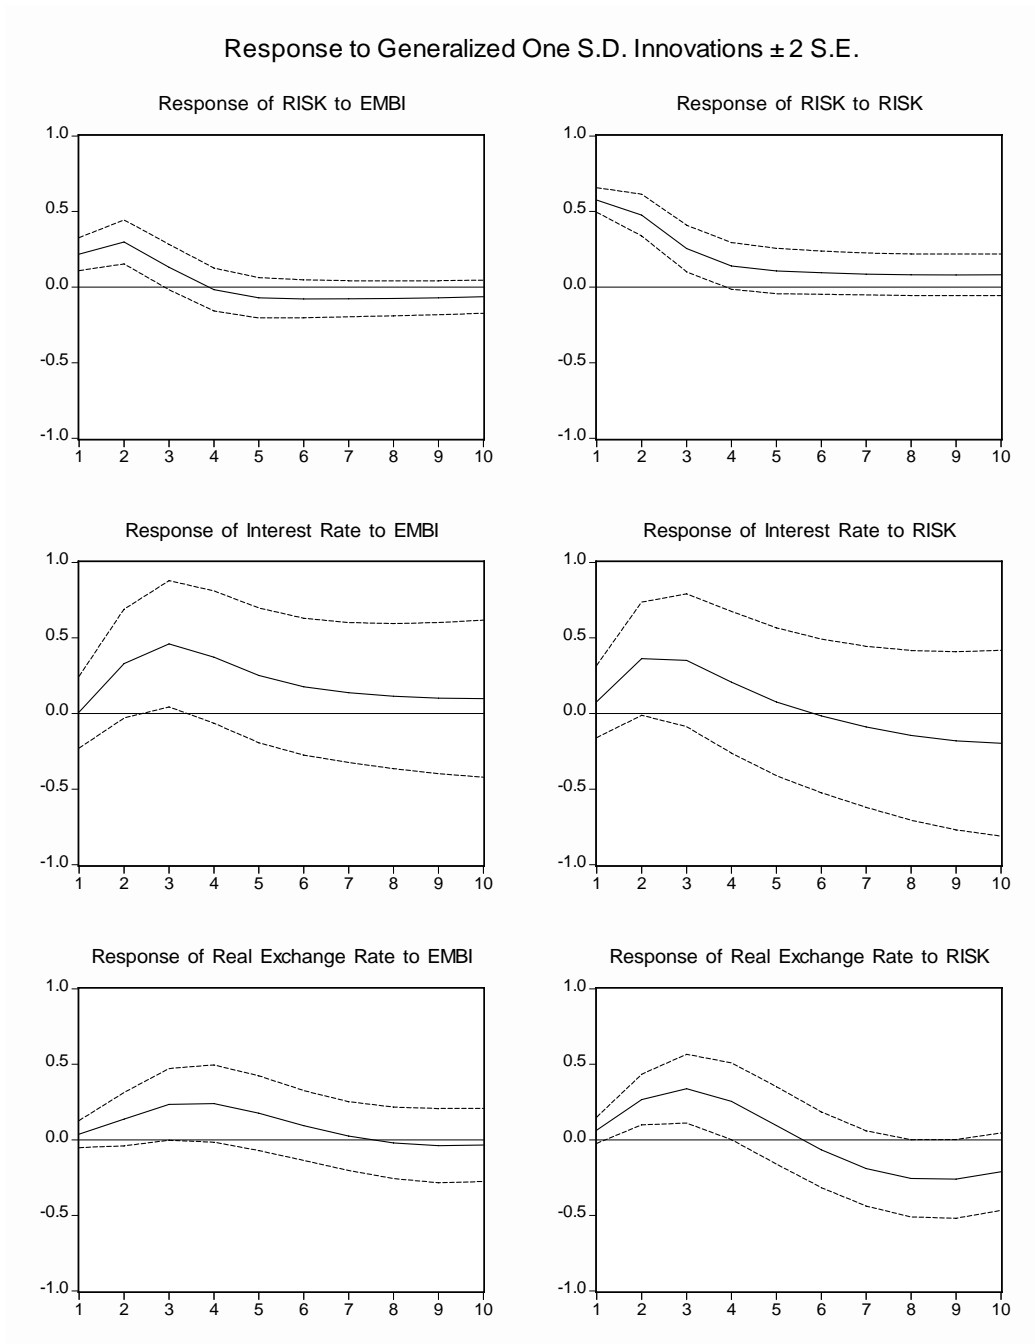 Response to Generalized One S.D. Innovations ± 2 S.E.
Response of RISK to EMBI
1.0
0.5
0.0
-0.5
-1.0
1 2 3 4 5 6 7 8 9 10
Response of RISK to RISK
1.0
0.5
0.0
-0.5
-1.0
1 2 3 4 5 6 7 8 9 10
Response of Interest Rate to EMBI
1.0
0.5
0.0
-0.5
-1.0
1 2 3 4 5 6 7 8 9 10
Response of Interest Rate to RISK
1.0
0.5
0.0
-0.5
-1.0
1 2 3 4 5 6 7 8 9 10
Response of Real Exchange Rate to EMBI
1.0
0.5
0.0
-0.5
-1.0
1 2 3 4 5 6 7 8 9 10
Response of Real Exchange Rate to RISK
1.0
0.5
0.0
-0.5
-1.0
1 2 3 4 5 6 7 8 9 10